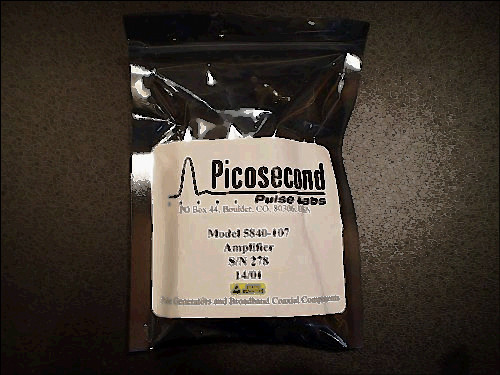 Picosecond
Pulse Labs
PO Box 44, Boulder, CO, 80306, USA
Model 5840-107
Amplifier
S/N 278
14/01
Pulse Generators and Broadband Coaxial Components